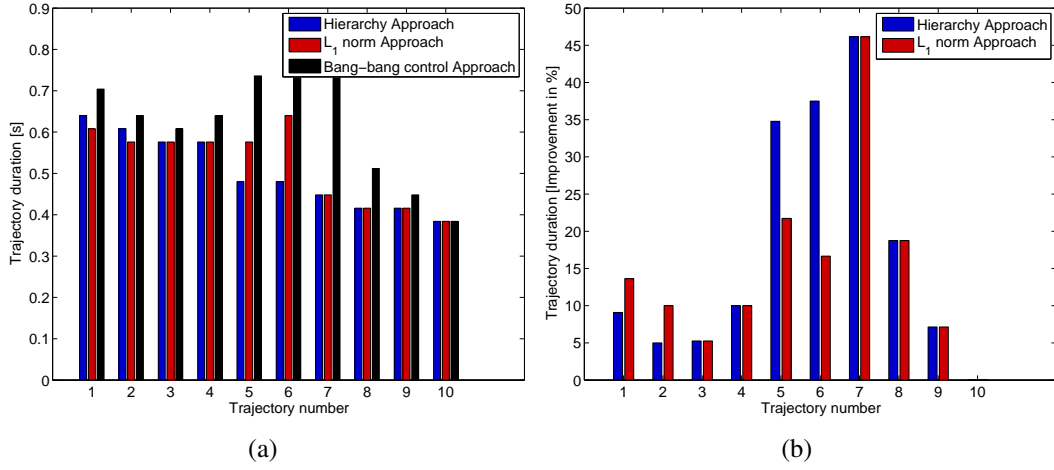 0.9
0.8
0.7
0.6
0.5
0.4
0.3
0.2
0.1
0
Trajectory duration [s]
Hierarchy Approach
L1 norm Approach
Bang-bang control Approach
1 2 3 4 5 6 7 8 9 10
Trajectory number
(a)
50
45
40
35
30
25
20
15
10
5
0
Trajectory duration [Improvement in %]
Hierarchy Approach
L1 norm Approach
1 2 3 4 5 6 7 8 9 10
Trajectory number
(b)